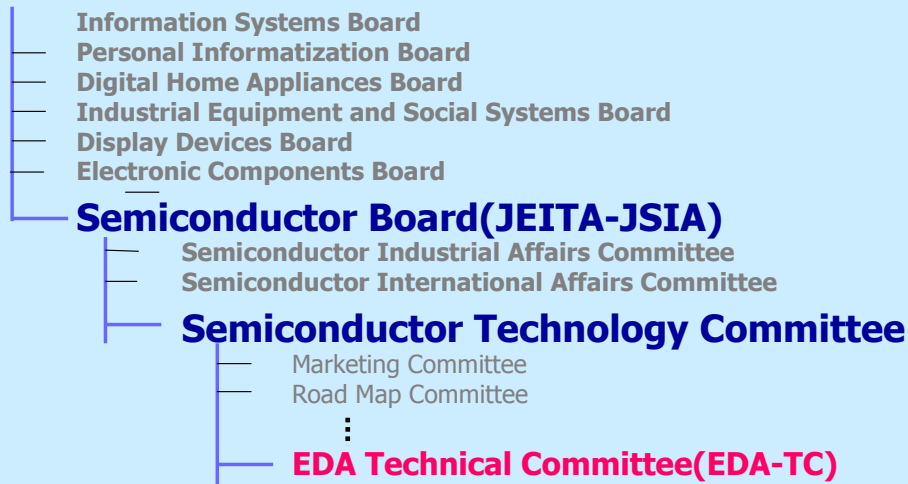 Information Systems Board
Personal Informatization Board
Digital Home Appliances Board
Industrial Equipment and Social Systems Board
Display Devices Board
Electronic Components Board
Semiconductor Board(JEITA-JSIA)
Semiconductor Industrial Affairs Committee
Semiconductor International Affairs Committee
Semiconductor Technology Committee
Marketing Committee
Road Map Committee
⋮
EDA Technical Committee(EDA-TC)